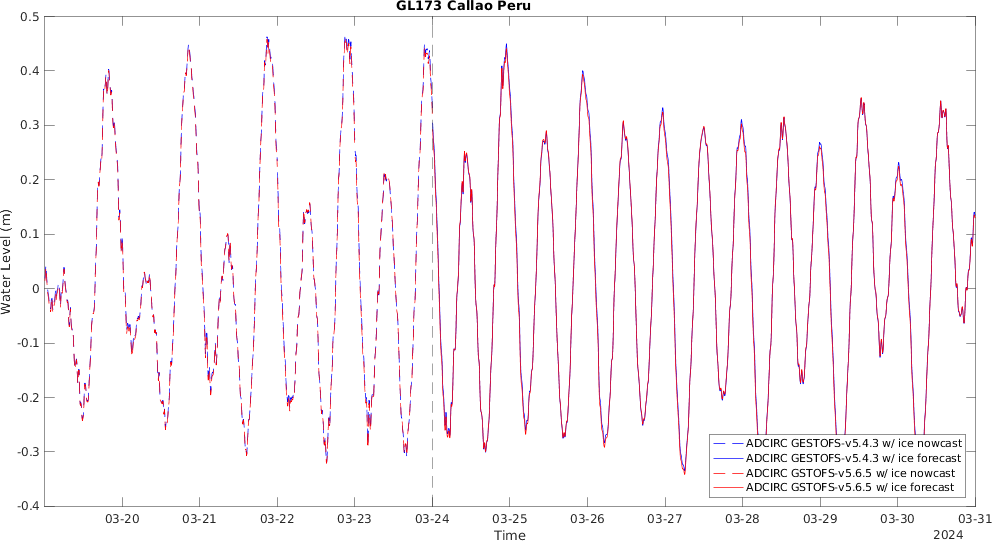 GL173 Callao Peru
0.5
0.4
0.3
0.2
0.1
0
-0.1
-0.2
-0.3
-0.4
Water Level (m)
ADCIRC GESTOFS-v5.4.3 w/ ice nowcast
ADCIRC GESTOFS-v5.4.3 w/ ice forecast
ADCIRC GSTOFS-v5.6.5 w/ ice nowcast
ADCIRC GSTOFS-v5.6.5 w/ ice forecast
03-20 03-21 03-22 03-23 03-24 03-25 03-26 03-27 03-28 03-29 03-30 03-31
Time
2024